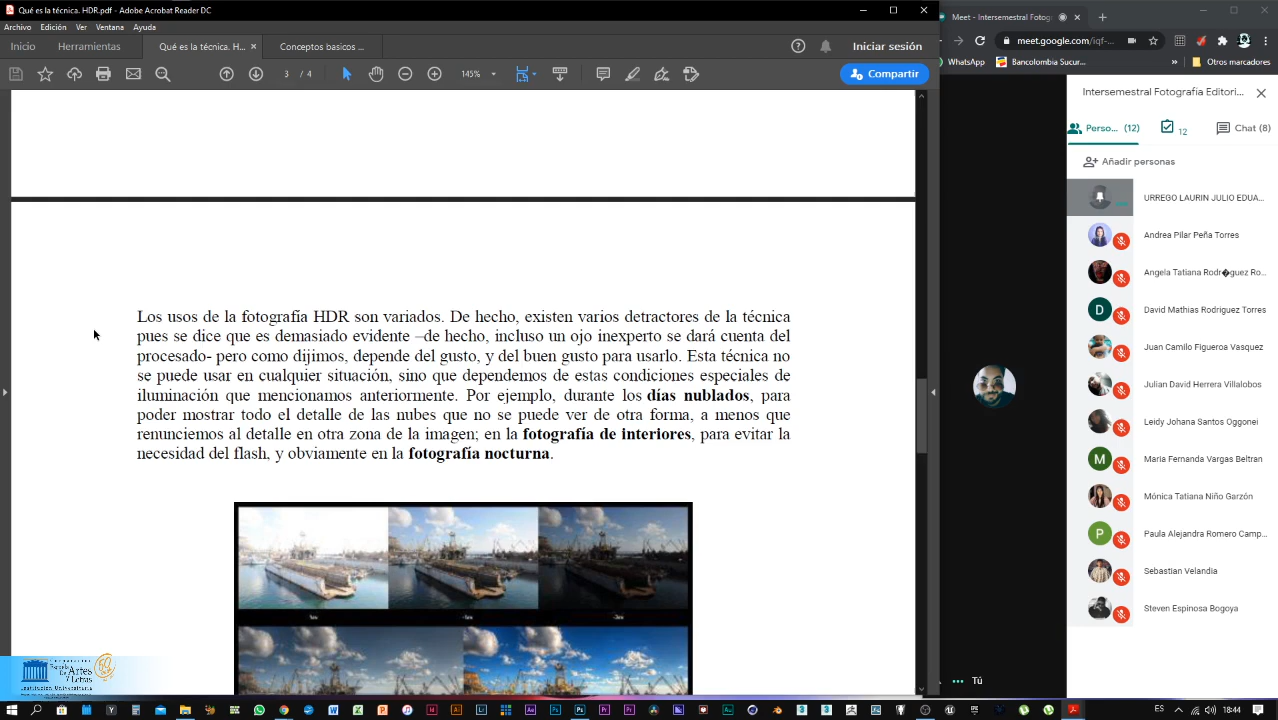 Qué es la técnica. HDR.pdf - Adobe Acrobat Reader DC
Archivo Edición Ver Ventana Ayuda
Inicio Herramientas Qué es la técnica. H... × Conceptos basicos ... Iniciar sesión
3 / 4 145% Compartir
Los usos de la fotografía HDR son variados. De hecho, existen varios detractores de la técnica
pues se dice que es demasiado evidente –de hecho, incluso un ojo inexperto se dará cuenta del
procesado- pero como dijimos, depende del gusto, y del buen gusto para usarlo. Esta técnica no
se puede usar en cualquier situación, sino que dependemos de estas condiciones especiales de
iluminación que mencionamos anteriormente. Por ejemplo, durante los días nublados, para
poder mostrar todo el detalle de las nubes que no se puede ver de otra forma, a menos que
renunciemos al detalle en otra zona de la imagen; en la fotografía de interiores, para evitar la
necesidad del flash, y obviamente en la fotografía nocturna.
Meet - Intersemestral Fotogr
meet.google.com/iqf-...
WhatsApp Bancolombia Sucur... » Otros marcadores
Intersemestral Fotografía Editori...
Perso... (12) 12 Chat (8)
Añadir personas
URREGO LAURIN JULIO EDUA...
Andrea Pilar Peña Torres
Angela Tatiana Rodr�guez Ro...
D David Mathias Rodriguez Torres
Juan Camilo Figueroa Vasquez
Julian David Herrera Villalobos
Leidy Johana Santos Oggonei
M Maria Fernanda Vargas Beltran
Mónica Tatiana Niño Garzón
P Paula Alejandra Romero Camp...
Sebastian Velandia
Steven Espinosa Bogoya
Tú
Artes
ES 18:44